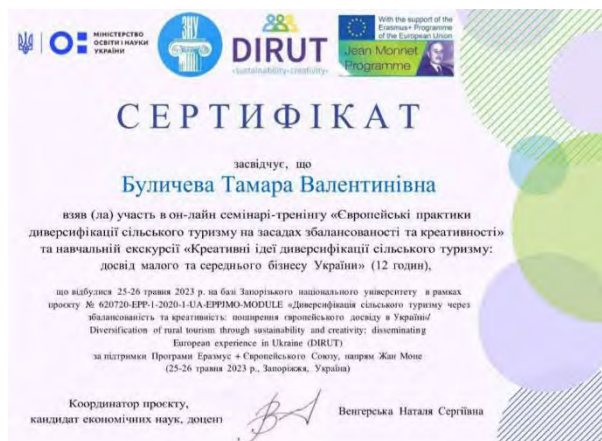 МІНІСТЕРСТВО
ОСВІТИ І НАУКИ
УКРАЇНИ
ЗНУ
DIRUT
«sustainability-creativity»
With the support of the
Erasmus+ Programme
of the European Union
Jean Monnet
Programme
СЕРТИФІКАТ
засвідчує, що
Буличева Тамара Валентинівна
взяв (ла) участь в он-лайн семінарі-тренінгу «Європейські практики
диверсифікації сільського туризму на засадах збалансованості та креативності»
та навчальній екскурсії «Креативні ідеї диверсифікації сільського туризму:
досвід малого та середнього бізнесу України» (12 годин),
що відбулися 25-26 травня 2023 р. на базі Запорізького національного університету в рамках
проєкту № 620720-EPP-1-2020-1-UA-EPPJMO-MODULE «Диверсифікація сільського туризму через
збалансованість та креативність: поширення європейського досвіду в Україні/
Diversification of rural tourism through sustainability and creativity: disseminating
European experience in Ukraine (DIRUT)
за підтримки Програми Еразмус + Європейського Союзу, напрям Жан Моне
(25-26 травня 2023 р., Запоріжжя, Україна)
Координатор проєкту,
кандидат економічних наук, доцент
Венгерська Наталя Сергіївна